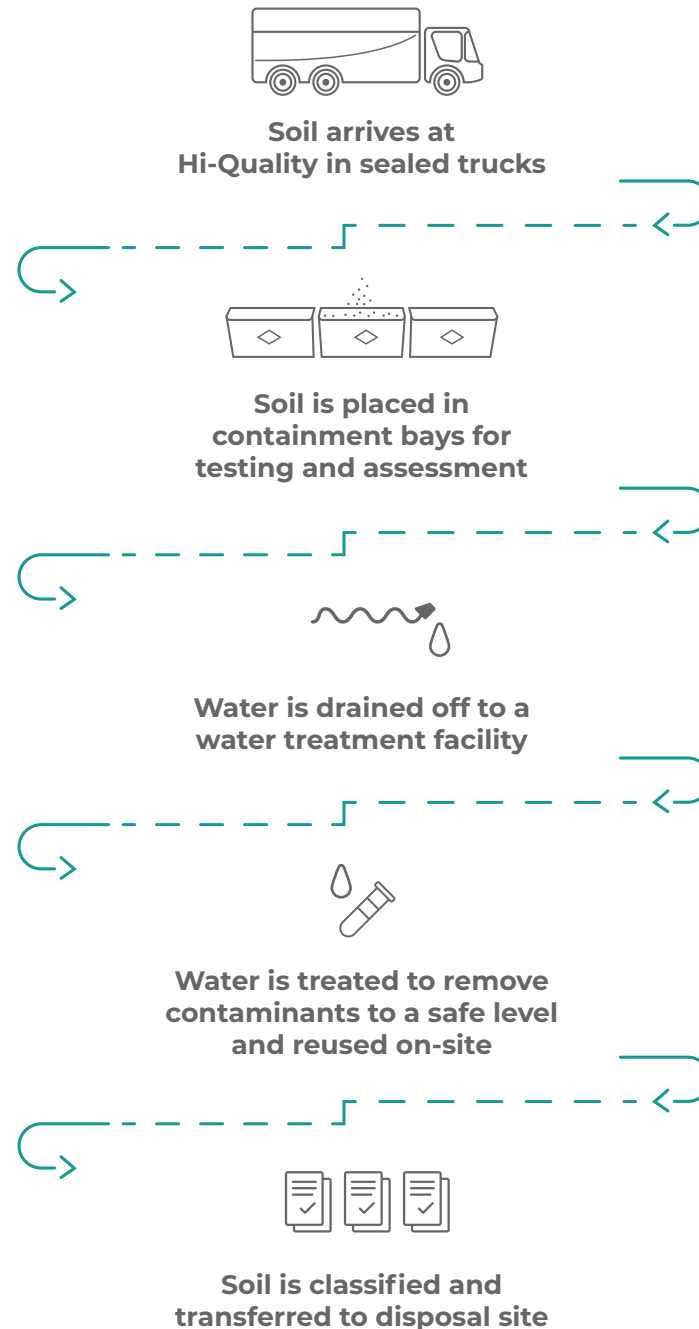 Soil arrives at
Hi-Quality in sealed trucks
Soil is placed in
containment bays for
testing and assessment
Water is drained off to a
water treatment facility
Water is treated to remove
contaminants to a safe level
and reused on-site
Soil is classified and
transferred to disposal site